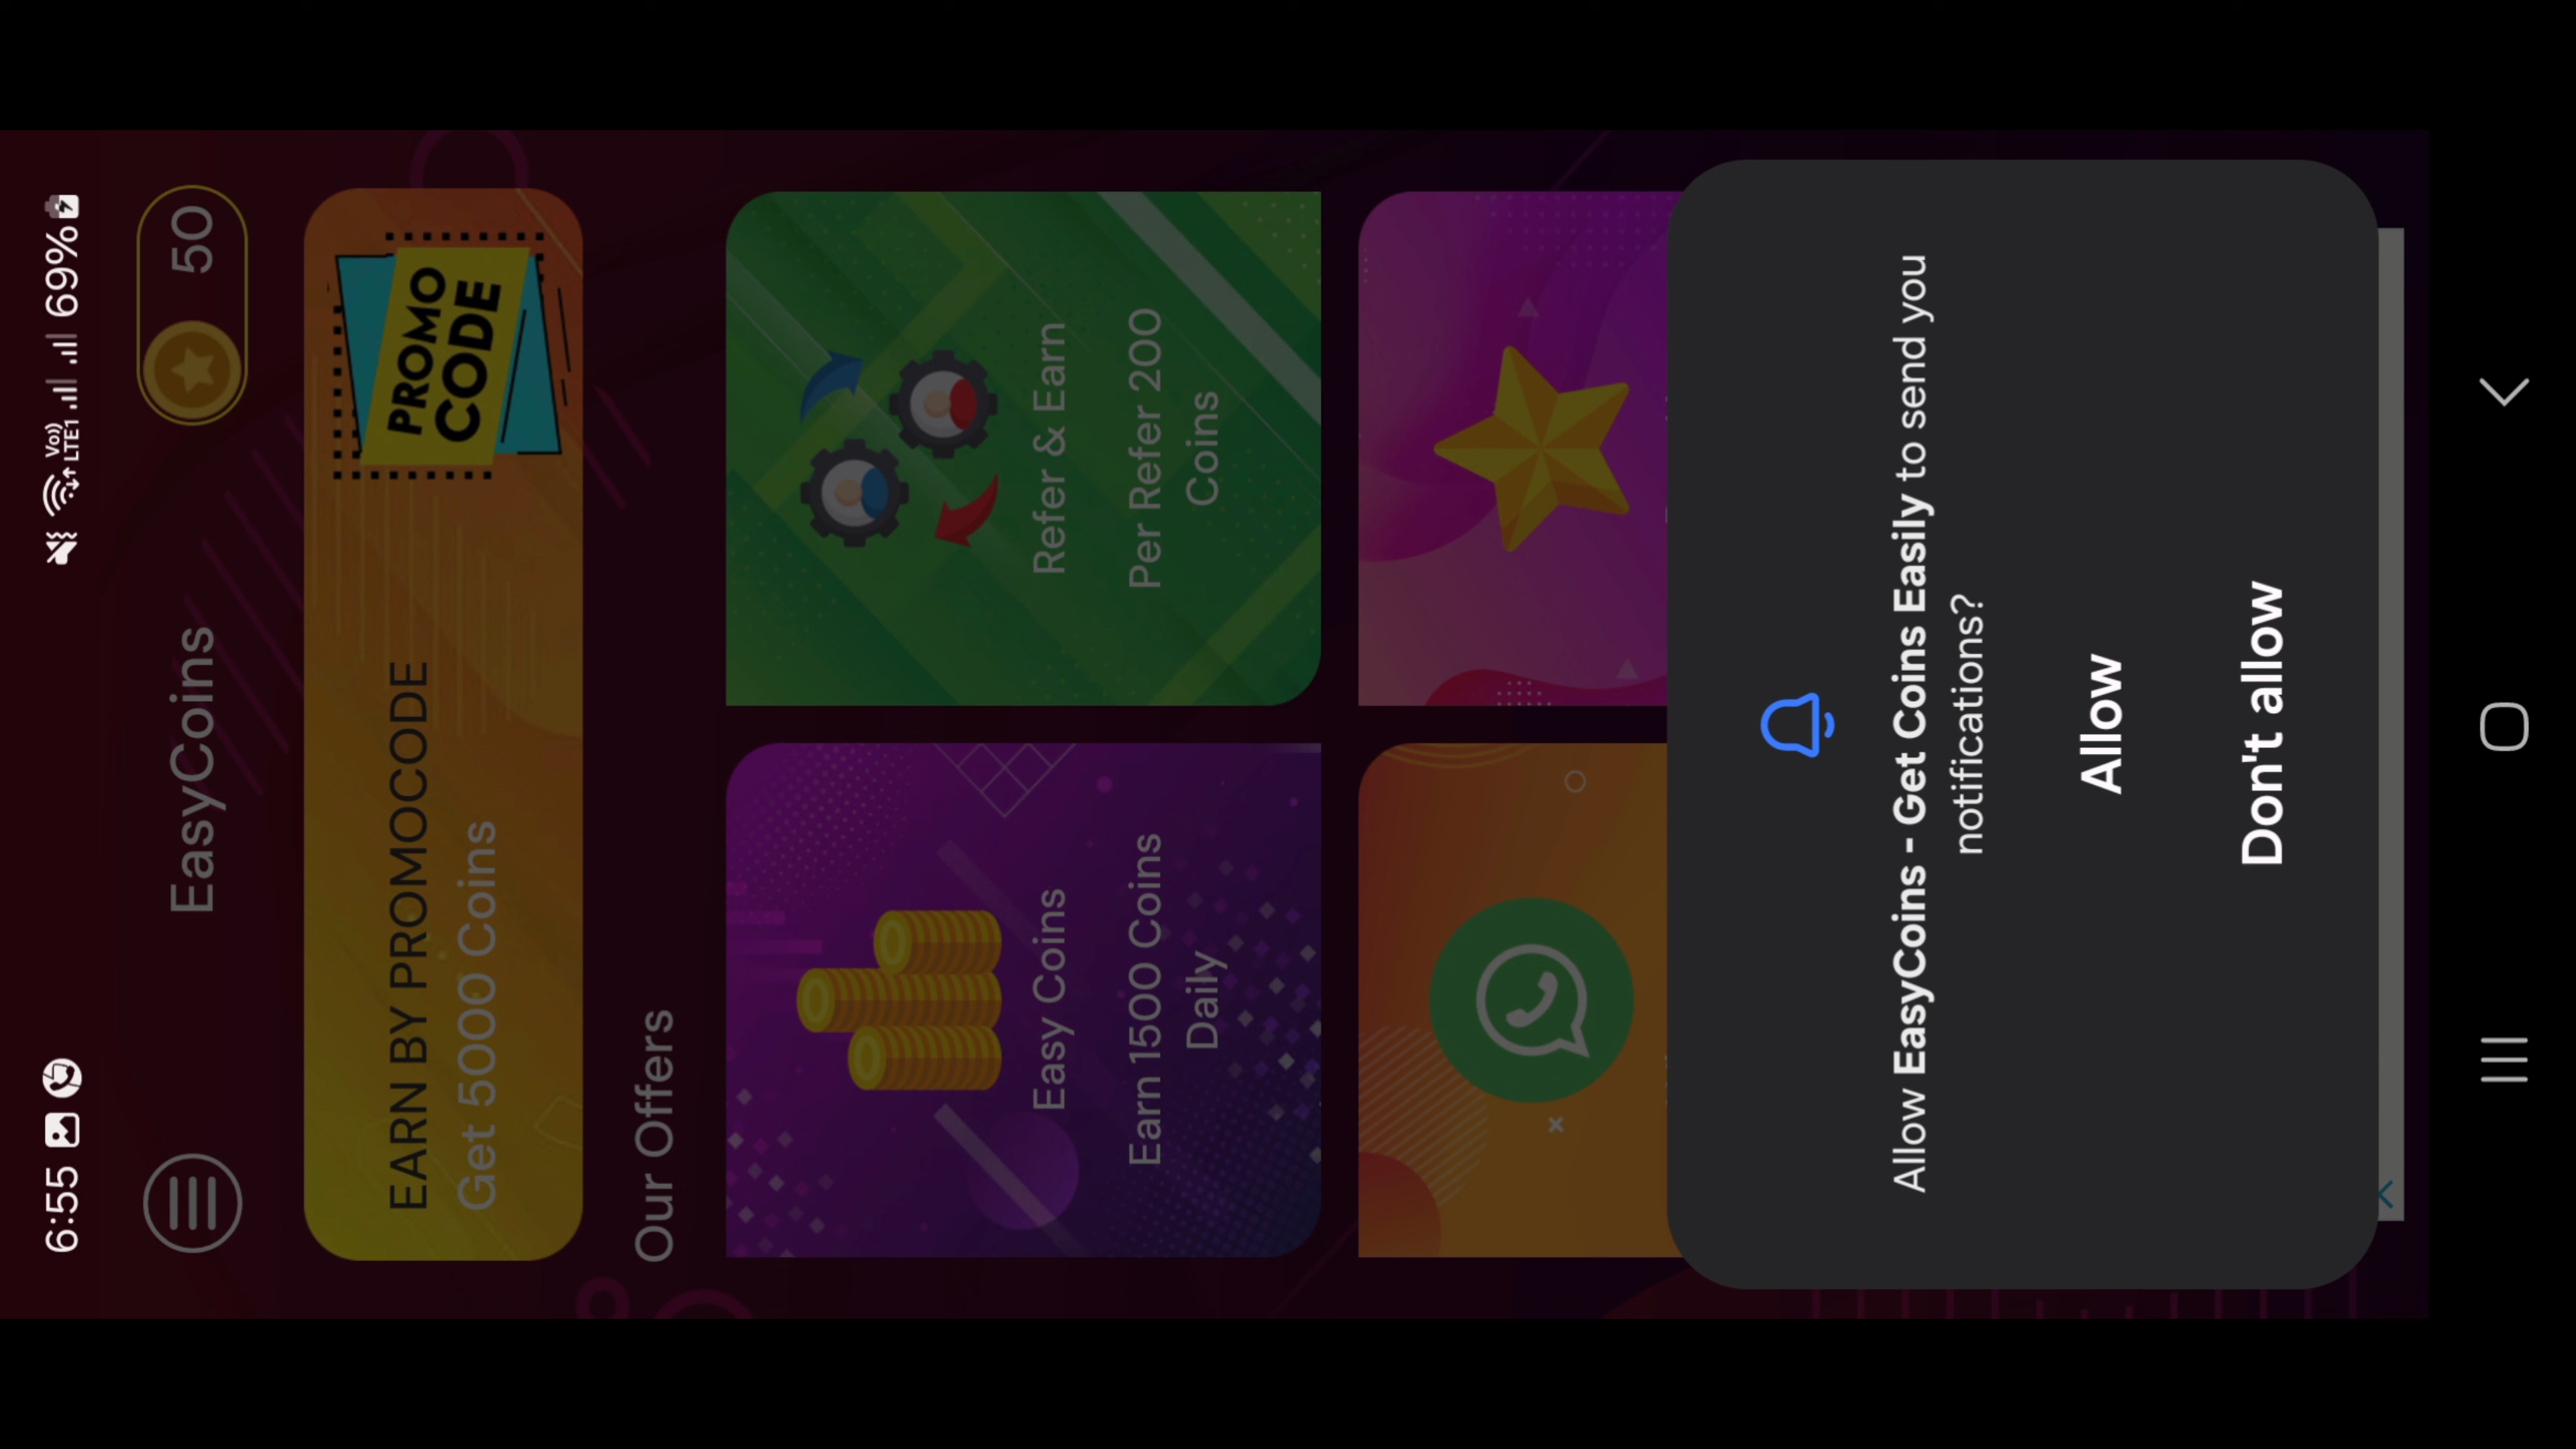 6:55
Vo))
LTE1
69%
EasyCoins
50
EARN BY PROMOCODE
Get 5000 Coins
PROMO
CODE
Our Offers
Easy Coins
Earn 1500 Coins
Daily
Refer & Earn
Per Refer 200
Coins
Allow EasyCoins - Get Coins Easily to send you
notifications?
Allow
Don't allow